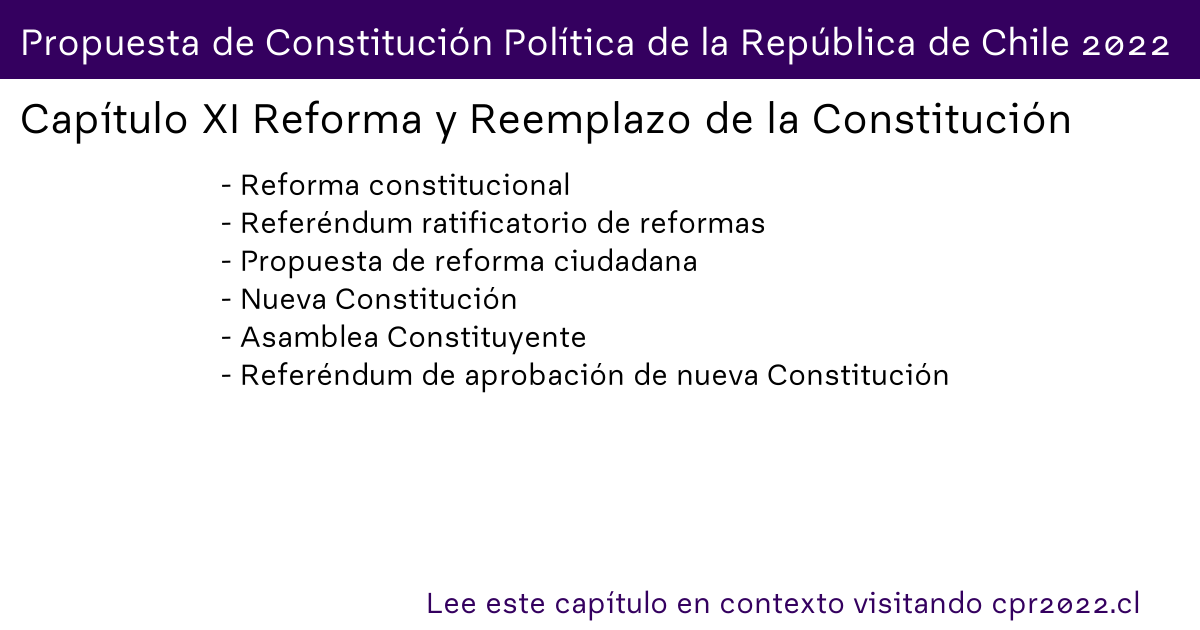 Propuesta de Constitución Política de la República de Chile 2022
Capítulo XI Reforma y Reemplazo de la Constitución
- Reforma constitucional
- Referéndum ratificatorio de reformas
- Propuesta de reforma ciudadana
- Nueva Constitución
- Asamblea Constituyente
- Referéndum de aprobación de nueva Constitución
Lee este capítulo en contexto visitando cpr2022.cl